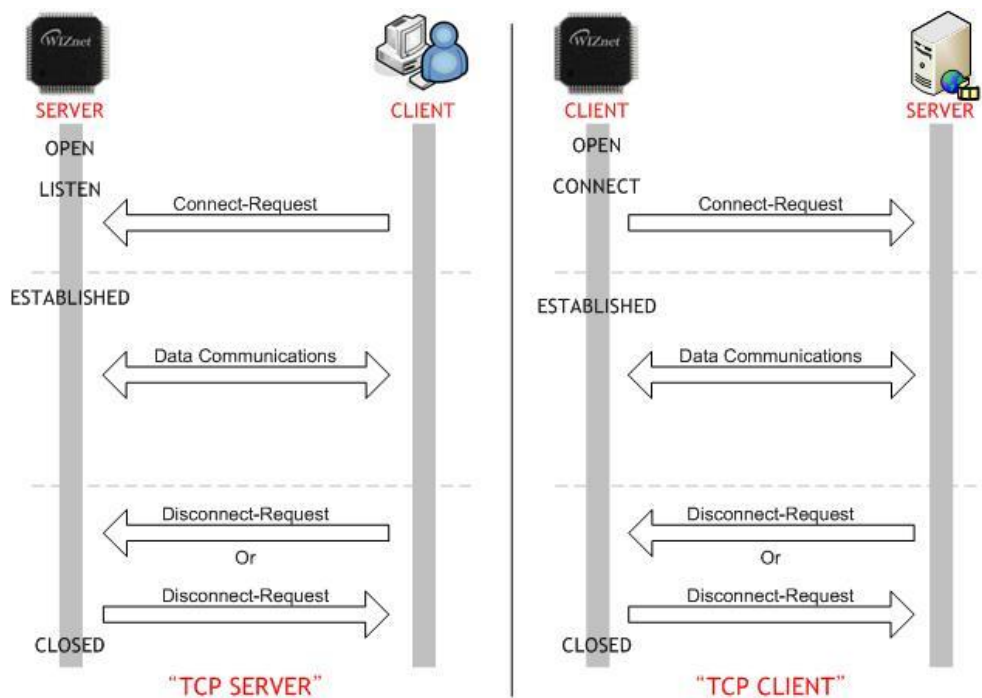 WIZnet
SERVER
CLIENT
OPEN
LISTEN
Connect-Request
ESTABLISHED
Data Communications
Disconnect-Request
Or
Disconnect-Request
CLOSED
“TCP SERVER”
WIZnet
CLIENT
SERVER
OPEN
CONNECT
Connect-Request
ESTABLISHED
Data Communications
Disconnect-Request
Or
Disconnect-Request
CLOSED
“TCP CLIENT”